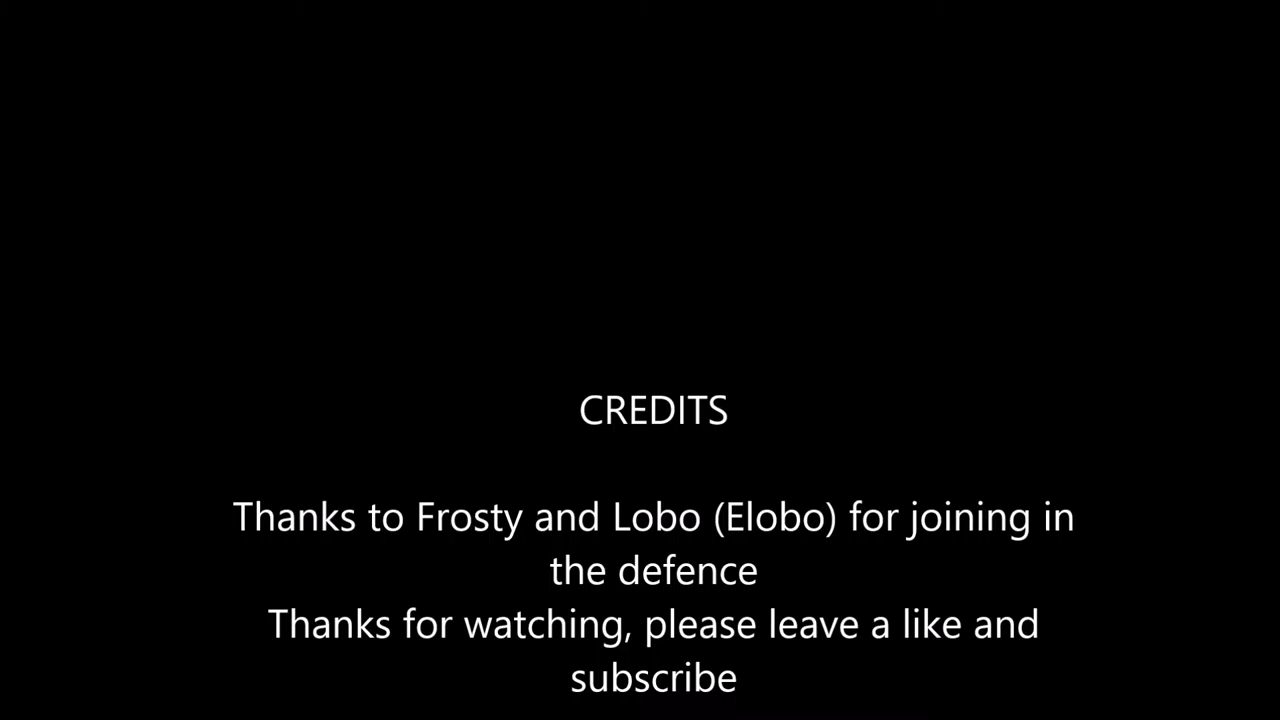 CREDITS
Thanks to Frosty and Lobo (Elobo) for joining in
the defence
Thanks for watching, please leave a like and
subscribe